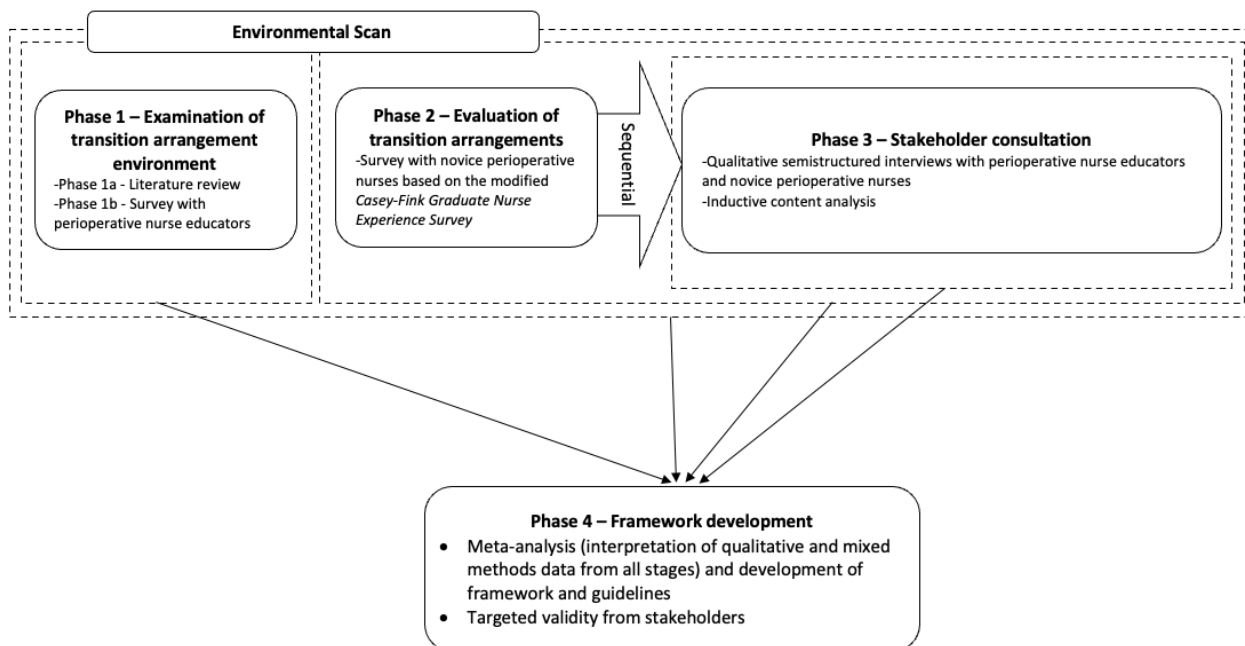 Environmental Scan
Phase 1 – Examination of
transition arrangement
environment
-Phase 1a - Literature review
-Phase 1b - Survey with
perioperative nurse educators
Phase 2 – Evaluation of
transition arrangements
-Survey with novice perioperative
nurses based on the modified
Casey-Fink Graduate Nurse
Experience Survey
Sequential
Phase 3 – Stakeholder consultation
-Qualitative semistructured interviews with perioperative nurse educators
and novice perioperative nurses
-Inductive content analysis
Phase 4 – Framework development
• Meta-analysis (interpretation of qualitative and mixed
methods data from all stages) and development of
framework and guidelines
• Targeted validity from stakeholders